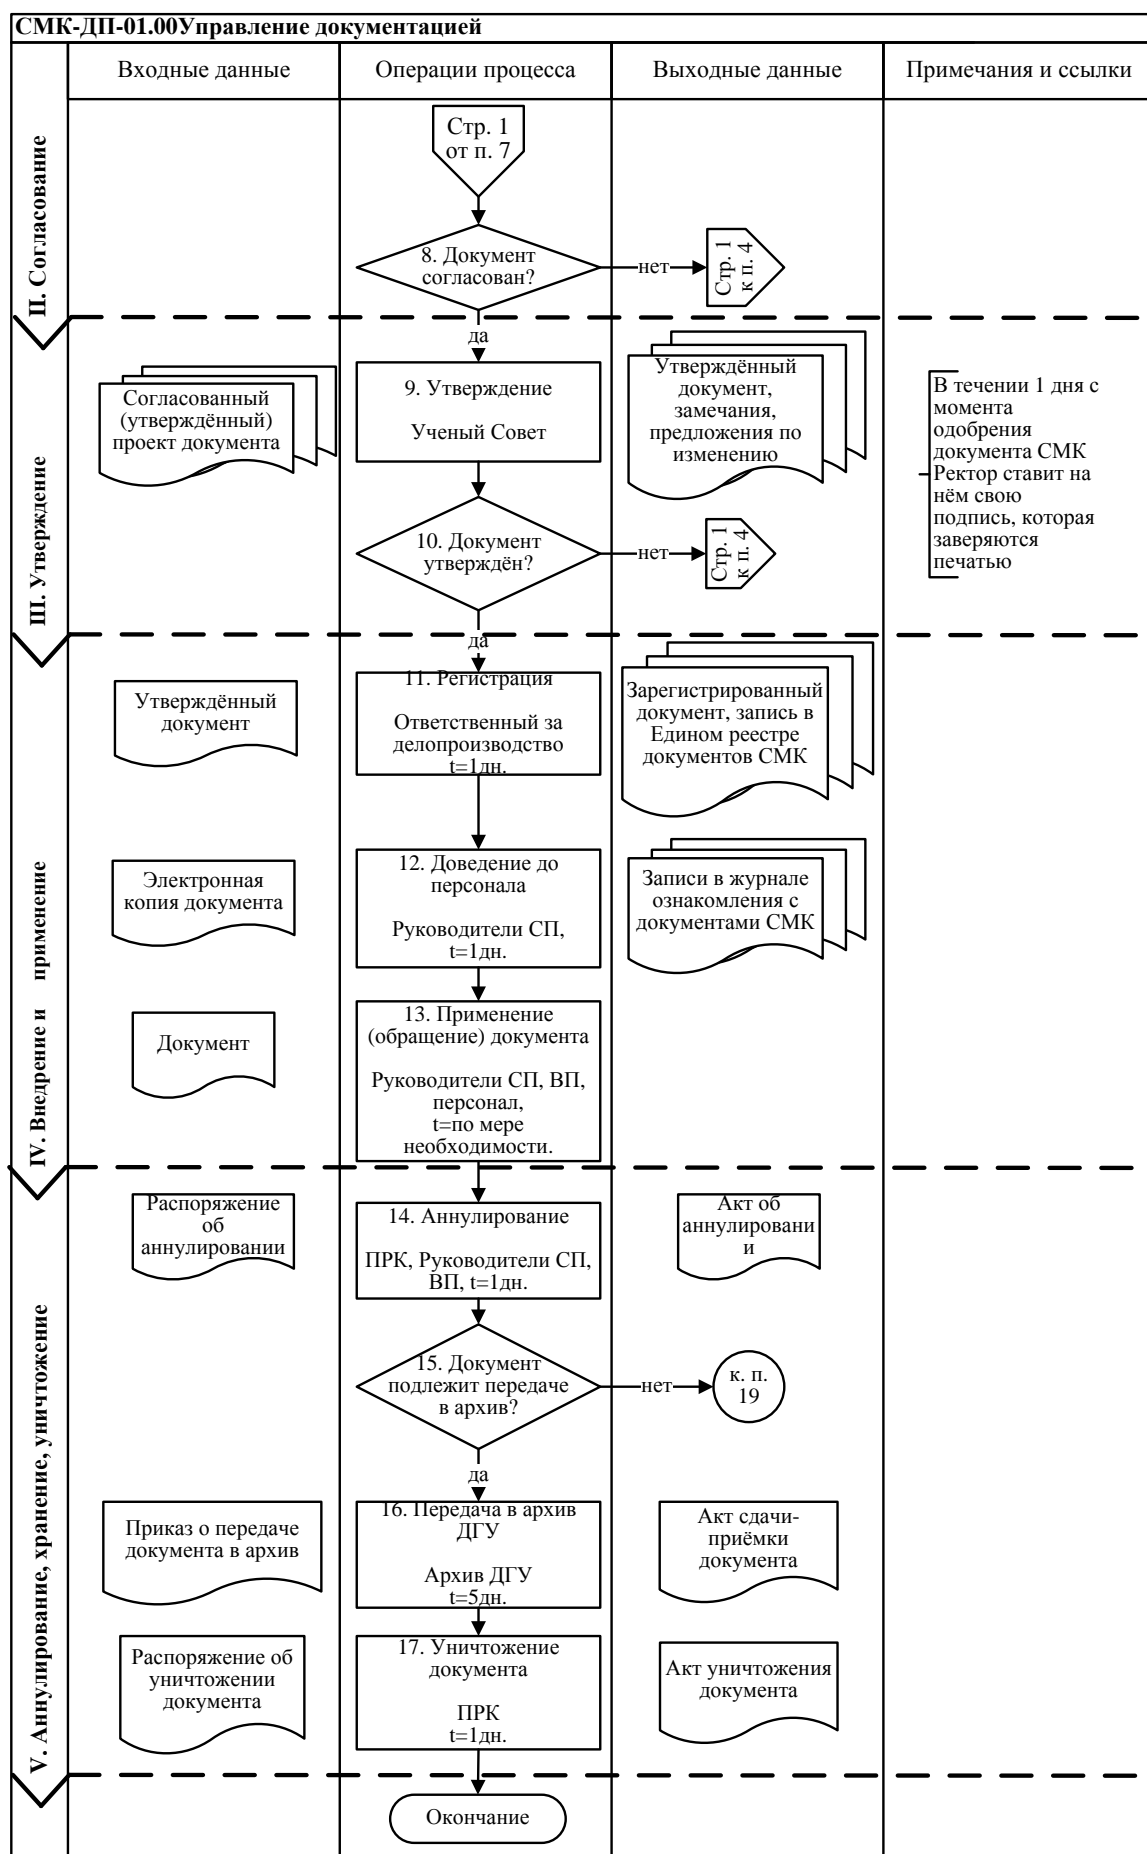 СМК-ДП-01.00Управление документацией
Входные данные
Операции процесса
Выходные данные
Примечания и ссылки
II. Согласование
Стр. 1
от п. 7
8. Документ
согласован?
нет
Стр. 1
к п. 4
да
III. Утверждение
Согласованный
(утверждённый)
проект документа
9. Утверждение
Ученый Совет
Утверждённый
документ,
замечания,
предложения по
изменению
В течении 1 дня с
момента
одобрения
документа СМК
Ректор ставит на
нём свою
подпись, которая
заверяются
печатью
10. Документ
утверждён?
нет
Стр. 1
к п. 4
да
IV. Внедрение и применение
Утверждённый
документ
11. Регистрация
Ответственный за
делопроизводство
t=1дн.
Зарегистрированный
документ, запись в
Едином реестре
документов СМК
Электронная
копия документа
12. Доведение до
персонала
Руководители СП,
t=1дн.
Записи в журнале
ознакомления с
документами СМК
Документ
13. Применение
(обращение) документа
Руководители СП, ВП,
персонал,
t=по мере
необходимости.
V. Аннулирование, хранение, уничтожение
Распоряжение
об
аннулировании
14. Аннулирование
ПРК, Руководители СП,
ВП, t=1дн.
Акт об
аннулировани
и
15. Документ
подлежит передаче
в архив?
нет
к. п.
19
да
Приказ о передаче
документа в архив
16. Передача в архив
ДГУ
Архив ДГУ
t=5дн.
Акт сдачи-
приёмки
документа
Распоряжение об
уничтожении
документа
17. Уничтожение
документа
ПРК
t=1дн.
Акт уничтожения
документа
Окончание